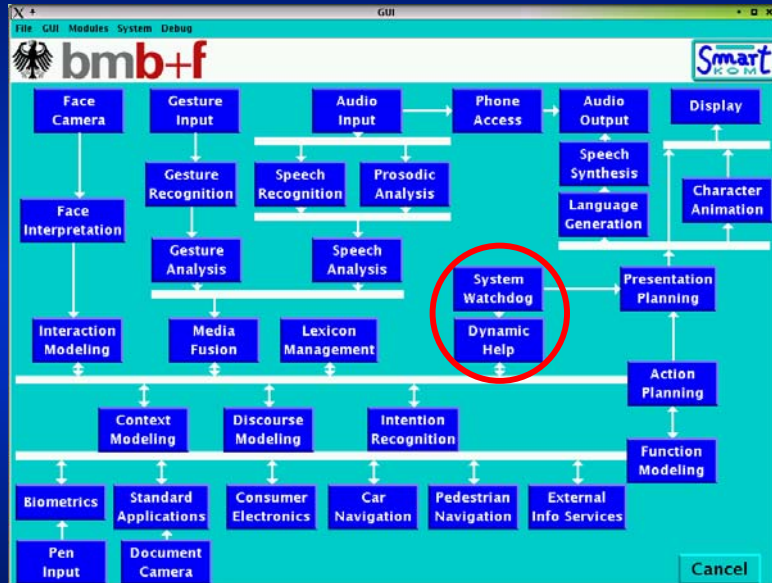 X +
GUI
File GUI Modules System Debug
bmb+f
Smart
KOM
Face
Camera
Gesture
Input
Audio
Input
Phone
Access
Audio
Output
Display
Gesture
Recognition
Speech
Recognition
Prosodic
Analysis
Speech
Synthesis
Character
Animation
Face
Interpretation
Language
Generation
Gesture
Analysis
Speech
Analysis
System
Watchdog
Presentation
Planning
Interaction
Modeling
Media
Fusion
Lexicon
Management
Dynamic
Help
Action
Planning
Context
Modeling
Discourse
Modeling
Intention
Recognition
Function
Modeling
Biometrics
Standard
Applications
Consumer
Electronics
Car
Navigation
Pedestrian
Navigation
External
Info Services
Pen
Input
Document
Camera
Cancel